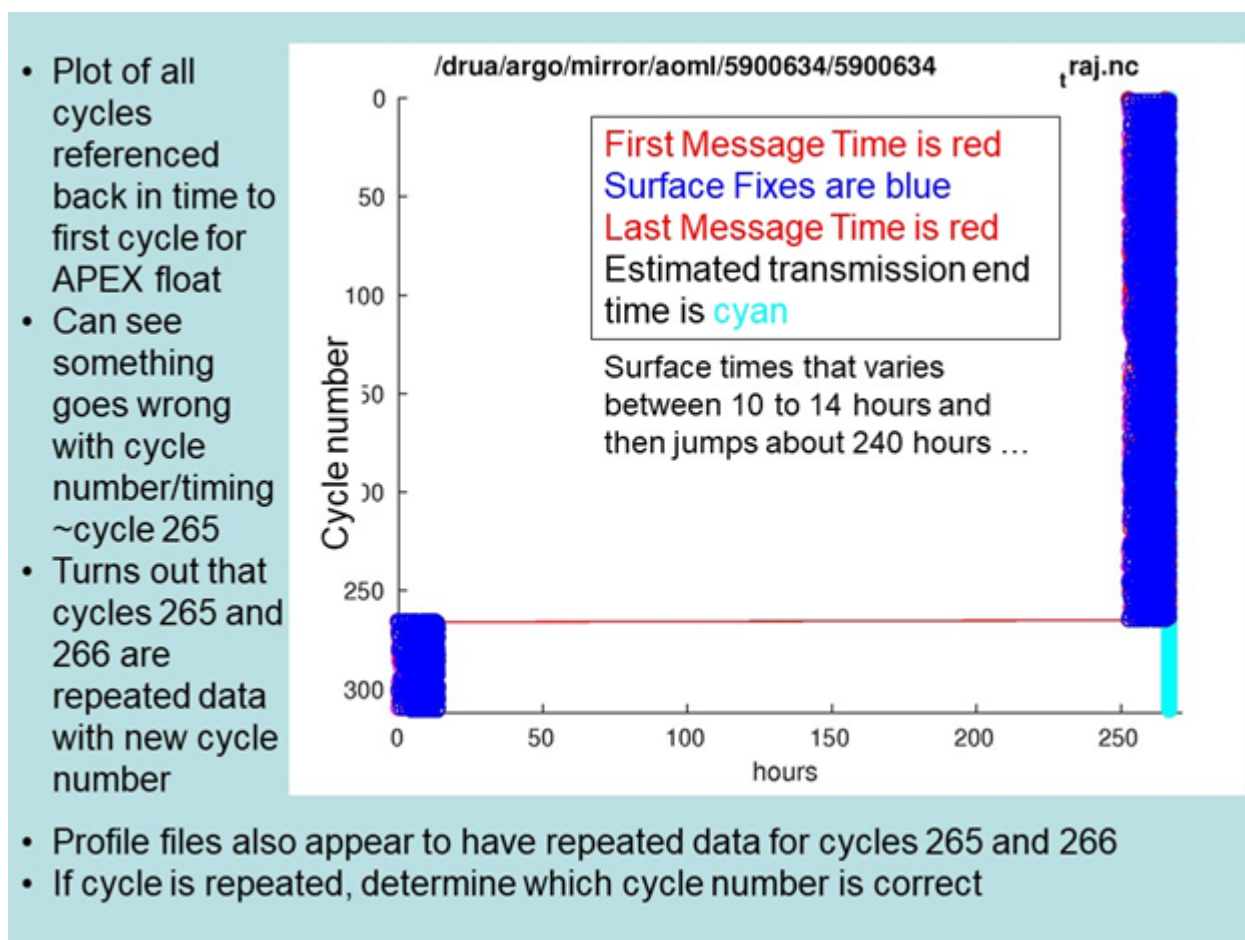 • Plot of all
cycles
referenced
back in time to
first cycle for
APEX float
• Can see
something
goes wrong
with cycle
number/timing
~cycle 265
• Turns out that
cycles 265 and
266 are
repeated data
with new cycle
number
/drua/argo/mirror/aoml/5900634/5900634 traj.nc
First Message Time is red
Surface Fixes are blue
Last Message Time is red
Estimated transmission end
time is cyan
Surface times that varies
between 10 to 14 hours and
then jumps about 240 hours ...
Cycle number
0
50
100
50
00
250
300
0 50 100 150 200 250
hours
• Profile files also appear to have repeated data for cycles 265 and 266
• If cycle is repeated, determine which cycle number is correct